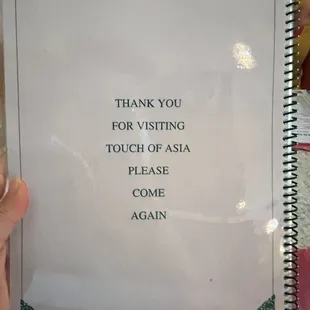 THANK YOU
FOR VISITING
TOUCH OF ASIA
PLEASE
COME
AGAIN